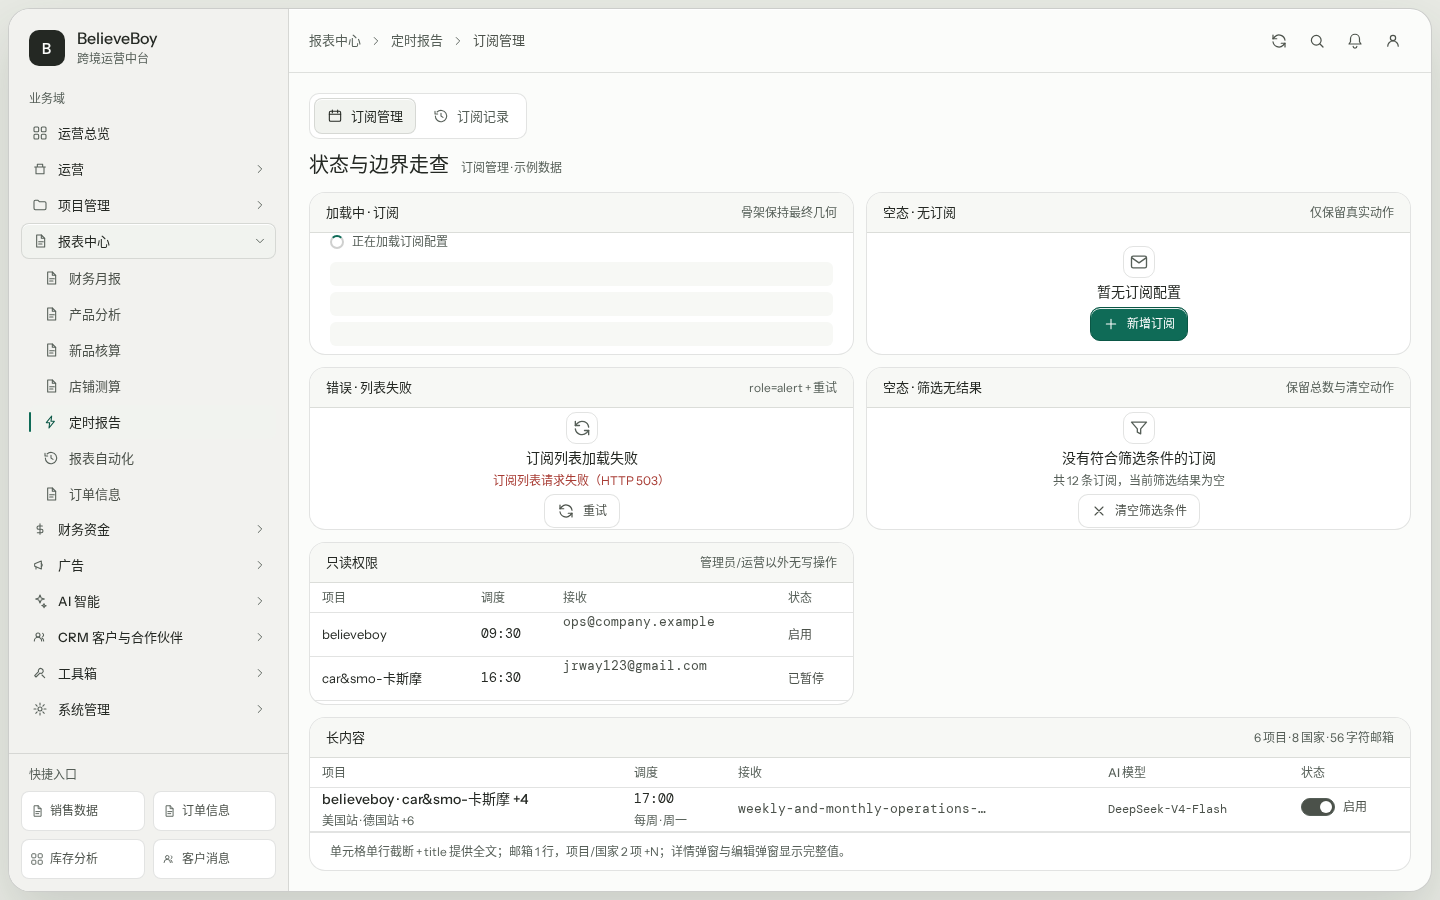 B
BelieveBoy
跨境运营中台
业务域
运营总览
运营
项目管理
报表中心
财务月报
产品分析
新品核算
店铺测算
定时报告
报表自动化
订单信息
财务资金
广告
AI 智能
CRM 客户与合作伙伴
工具箱
系统管理
快捷入口
销售数据
订单信息
库存分析
客户消息
报表中心 > 定时报告 > 订阅管理
订阅管理
订阅记录
状态与边界走查 订阅管理·示例数据
加载中·订阅 骨架保持最终几何
正在加载订阅配置
空态·无订阅 仅保留真实动作
暂无订阅配置
新增订阅
错误·列表失败 role=alert+重试
订阅列表加载失败
订阅列表请求失败（HTTP 503）
重试
空态·筛选无结果 保留总数与清空动作
没有符合筛选条件的订阅
共 12 条订阅，当前筛选结果为空
清空筛选条件
只读权限 管理员/运营以外无写操作
项目 调度 接收 状态
believeboy 09:30 ops@company.example 启用
car&smo-卡斯摩 16:30 jrway123@gmail.com 已暂停
长内容 6 项目·8 国家·56 字符邮箱
项目 调度 接收 AI 模型 状态
believeboy·car&smo-卡斯摩 +4 17:00 weekly-and-monthly-operations-… DeepSeek-V4-Flash 启用
美国站·德国站 +6 每周·周一
单元格单行截断 + title 提供全文；邮箱 1 行，项目/国家 2 项 +N；详情弹窗与编辑弹窗显示完整值。